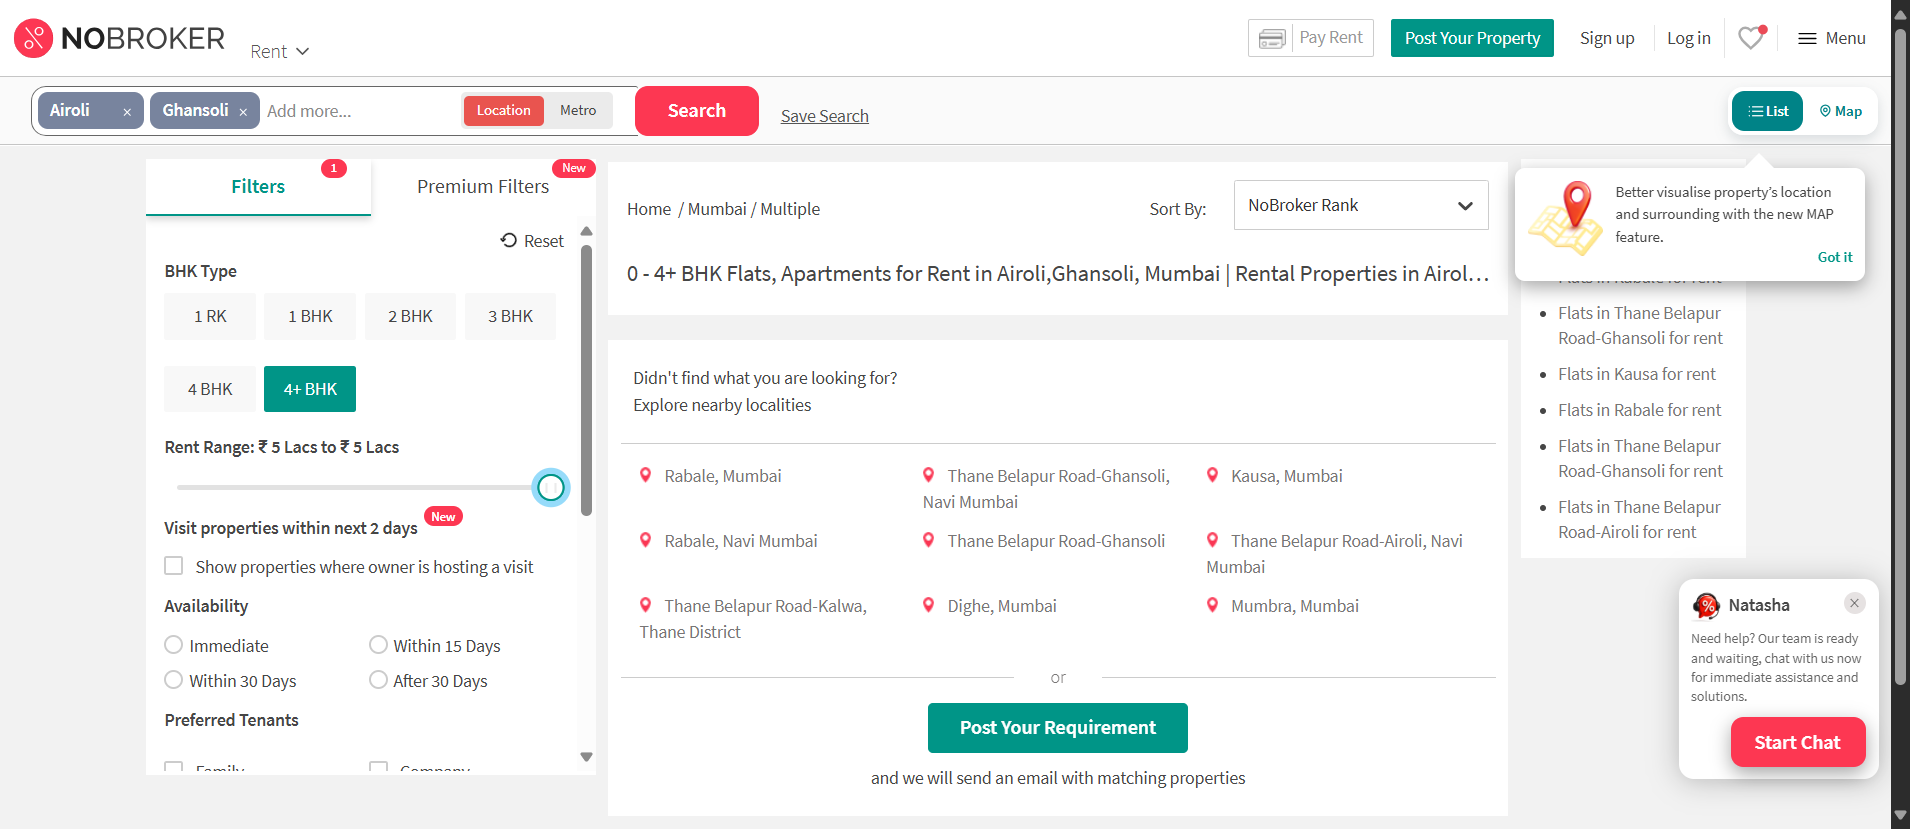 NOBROKER
Rent
Pay Rent
Post Your Property
Sign up
Log in
Menu
Airoli ×
Ghansoli ×
Add more...
Location
Metro
Search
Save Search
List
Map
Filters
1
Premium Filters
New
Reset
BHK Type
1 RK
1 BHK
2 BHK
3 BHK
4 BHK
4+ BHK
Rent Range: ₹ 5 Lacs to ₹ 5 Lacs
Visit properties within next 2 days
New
Show properties where owner is hosting a visit
Availability
Immediate
Within 15 Days
Within 30 Days
After 30 Days
Preferred Tenants
Family
Company
Home / Mumbai / Multiple
Sort By:
NoBroker Rank
0 - 4+ BHK Flats, Apartments for Rent in Airoli,Ghansoli, Mumbai | Rental Properties in Airol...
Didn't find what you are looking for?
Explore nearby localities
Rabale, Mumbai
Thane Belapur Road-Ghansoli,
Navi Mumbai
Kausa, Mumbai
Rabale, Navi Mumbai
Thane Belapur Road-Ghansoli
Thane Belapur Road-Airoli, Navi
Mumbai
Thane Belapur Road-Kalwa,
Thane District
Dighe, Mumbai
Mumbra, Mumbai
or
Post Your Requirement
and we will send an email with matching properties
Better visualise property's location
and surrounding with the new MAP
feature.
Got it
Flats in Rabale for rent
Flats in Thane Belapur
Road-Ghansoli for rent
Flats in Kausa for rent
Flats in Rabale for rent
Flats in Thane Belapur
Road-Ghansoli for rent
Flats in Thane Belapur
Road-Airoli for rent
Natasha
Need help? Our team is ready
and waiting, chat with us now
for immediate assistance and
solutions.
Start Chat